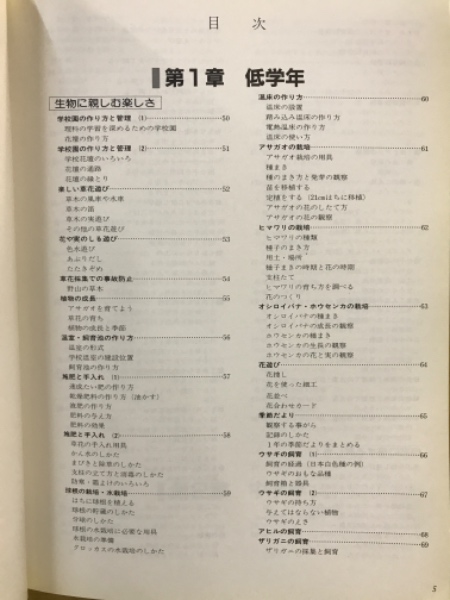 目 次
第1章 低学年
生物に親しむ楽しさ
学校園の作り方と管理 (1)……50
理科の学習を深めるための学校園
花壇の作り方
学校園の作り方と管理 (2)……51
学校花壇のいろいろ
花壇の通路
花壇の縁とり
楽しい草花遊び……52
草木の風車や水車
草木の笛
草木の実遊び
その他の草花遊び
花や実のしる遊び……53
色水遊び
あぶりだし
たたきぞめ
草花採集での事故防止……54
野山の草木
植物の成長……55
アサガオを育てよう
草花の育ち
植物の成長と季節
温室・飼育池の作り方……56
温室の形式
学校温室の建設位置
飼育池の作り方
施肥と手入れ (1)……57
速成たい肥の作り方
乾燥肥料の作り方
液肥の作り方
肥料の与え方
肥料の効果
施肥と手入れ (2)……58
草花の手入れ用具
かん水のしかた
まびきと除草のしかた
支柱の立て方と雨落のしかた
防寒・霜よけのいろいろ
球根の栽培・水栽培……59
はちに球根を植える
球根の貯蔵のしかた
分球のしかた
球根の水栽培に必要な用具
水栽培の準備
クロッカスの水栽培のしかた
温床の作り方……60
温床の設置
踏み込み温床の作り方
電熱温床の作り方
温床の使い方
アサガオの栽培……61
アサガオ栽培の用具
種まき
種のまき方と発芽の観察
苗を移植する
定植をする (21cmはちに移植)
アサガオの花のしたて方
アサガオの花の観察
ヒマワリの栽培……62
ヒマワリの種類
種子のまき方
用土・場所
種子まきの時期と花の時期
支柱たて
ヒマワリの育ち方を調べる
花のつくり
オシロイバナ・ホウセンカの栽培……63
オシロイバナの種まき
オシロイバナの成長の観察
ホウセンカの種まき
ホウセンカの生長の観察
ホウセンカの花と実の観察
花遊び……64
花摘し
花を使った細工
花並べ
花合わせカード
季節だより……65
観察する事がら
記録のしかた
1年の季節だよりをまとめる
ウサギの飼育 (1)……66
飼育の経過 (日本白色種の例)
ウサギのおもな品種
飼育箱と器具
ウサギの飼育 (2)……67
ウサギの持ち方
与えてはならない植物
ウサギのえさ
アヒルの飼育……68
ザリガニの飼育……69
ザリガニの採集と飼育
5